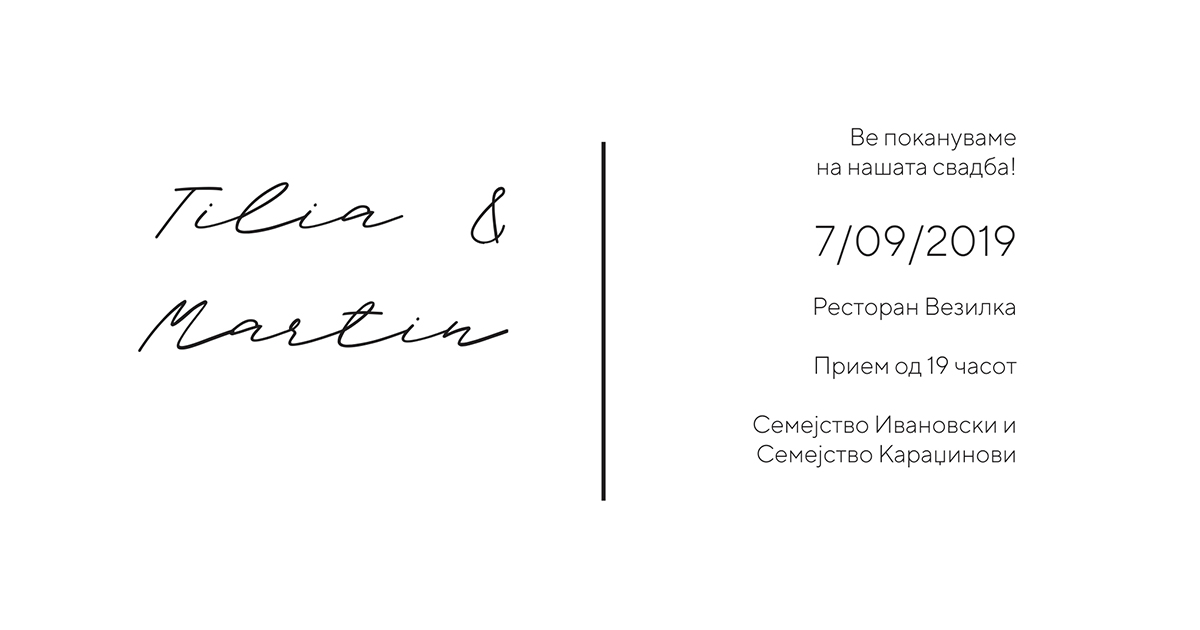 Tilia &
Martin
Ве покануваме
на нашата свадба!
7/09/2019
Ресторан Везилка
Прием од 19 часот
Семејство Ивановски и
Семејство Караџинови